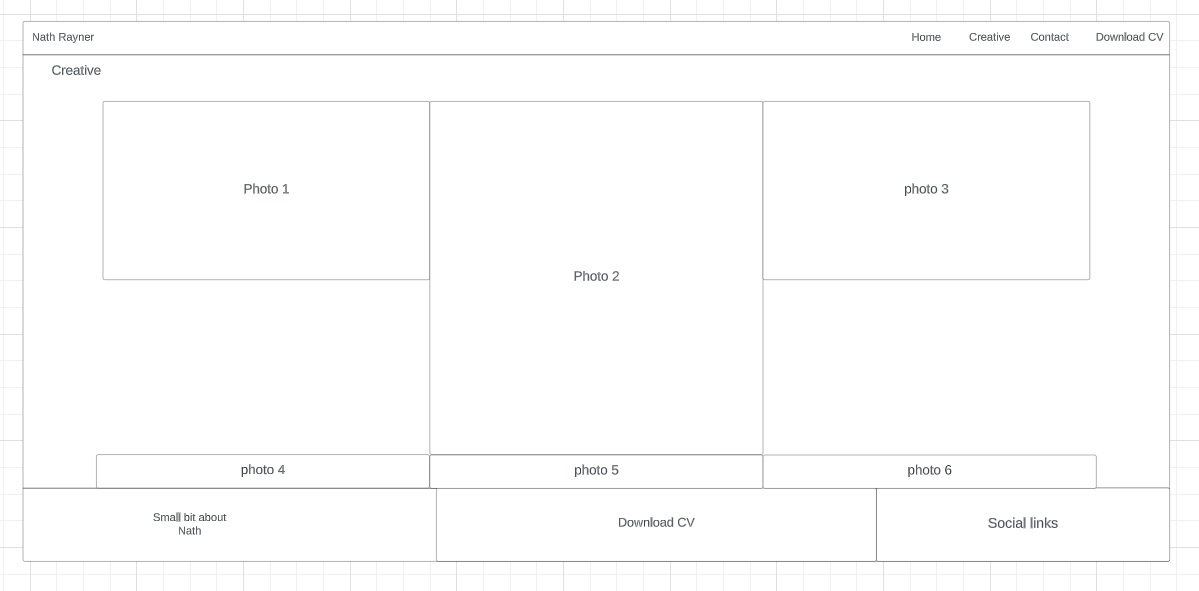 Nath Rayner
Home
Creative
Contact
Download CV
Creative
Photo 1
Photo 2
photo 3
photo 4
photo 5
photo 6
Small bit about
Nath
Download CV
Social links